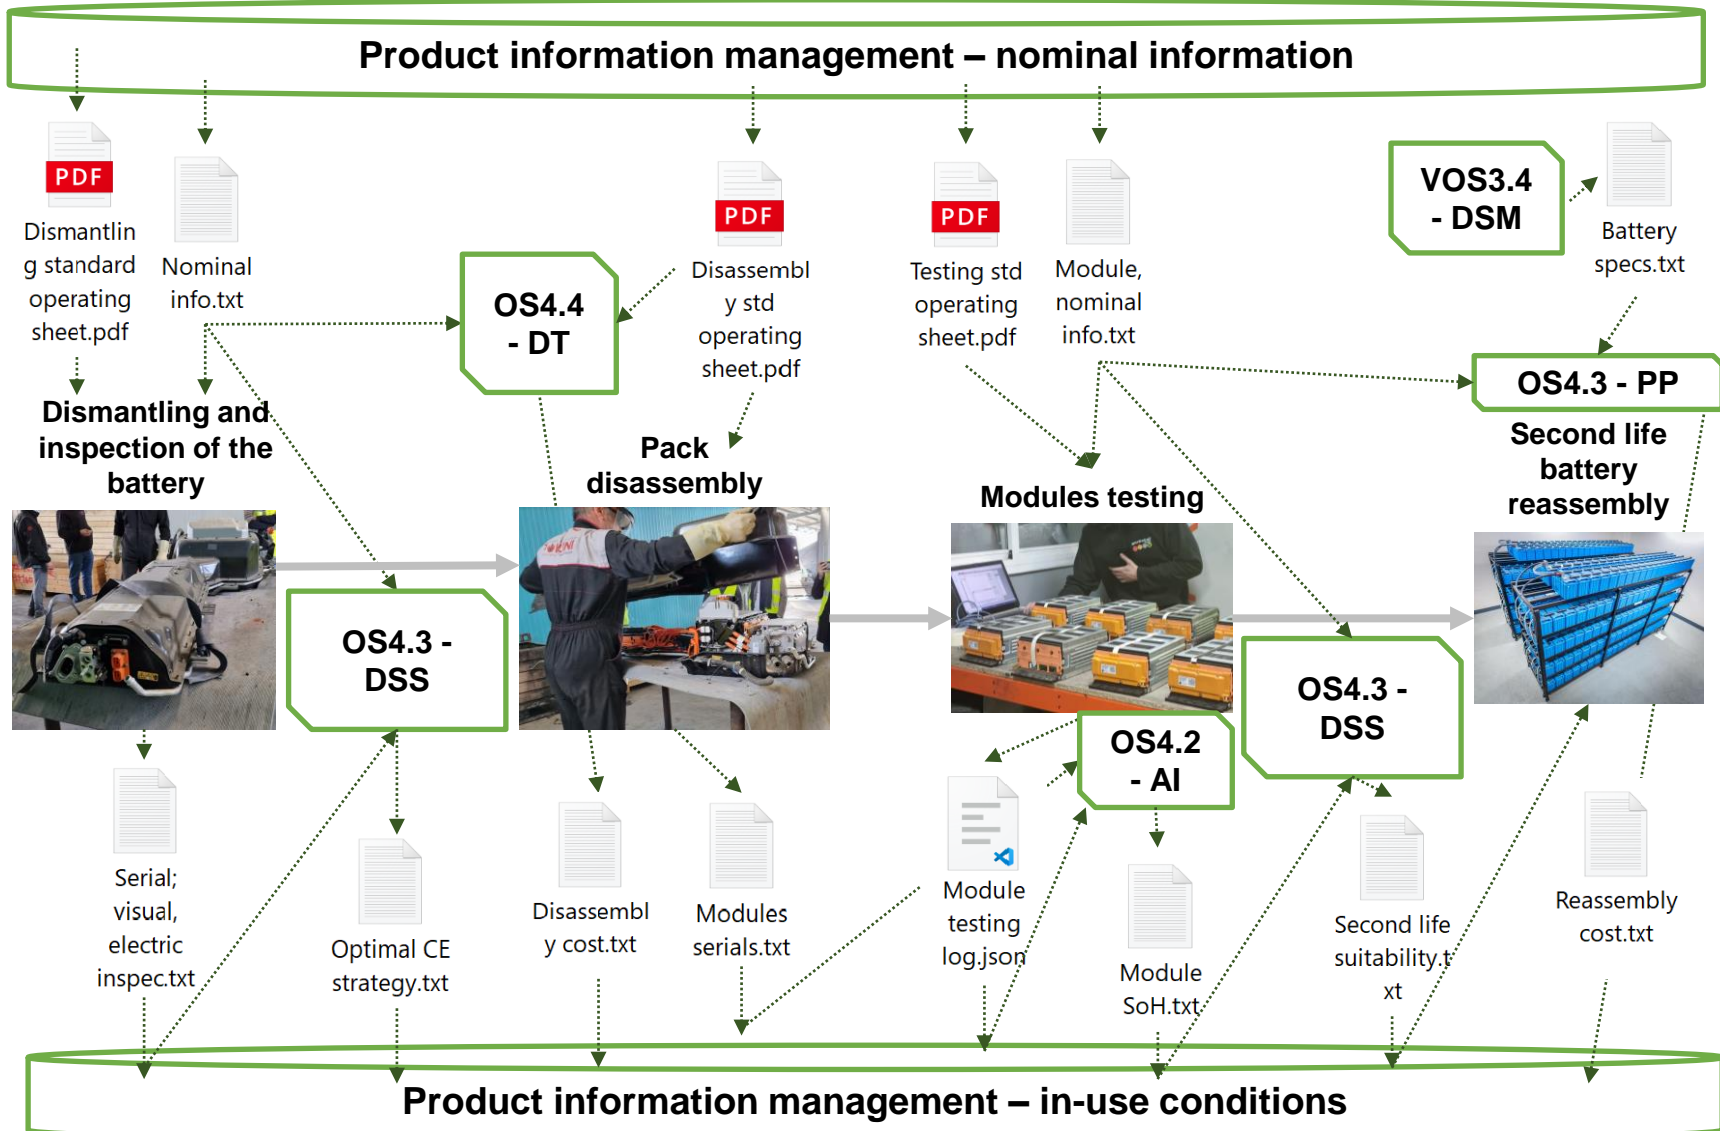 Product information management – nominal information
PDF
Dismantlin
g standard
operating
sheet.pdf
Nominal
info.txt
OS4.4
- DT
PDF
Disassembl
y std
operating
sheet.pdf
PDF
Testing std
operating
sheet.pdf
Module,
nominal
info.txt
VOS3.4
- DSM
Battery
specs.txt
OS4.3 - PP
Dismantling and
inspection of the
battery
Pack
disassembly
Modules testing
Second life
battery
reassembly
OS4.3 -
DSS
OS4.2
- AI
OS4.3 -
DSS
Serial;
visual,
electric
inspec.txt
Optimal CE
strategy.txt
Disassembl
y cost.txt
Modules
serials.txt
Module
testing
log.json
Module
SoH.txt
Second life
suitability.t
xt
Reassembly
cost.txt
Product information management – in-use conditions